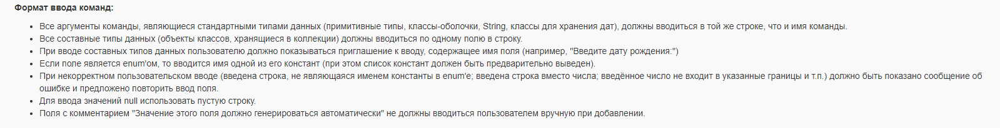 Формат ввода команд:
• Все аргументы команды, являющиеся стандартными типами данных (примитивные типы, классы-оболочки, String, классы для хранения дат), должны вводиться в той же строке, что и имя команды.
• Все составные типы данных (объекты классов, хранящиеся в коллекции) должны вводиться по одному полю в строку.
• При вводе составных типов данных пользователю должно показываться приглашение к вводу, содержащее имя поля (например, "Введите дату рождения:")
• Если поле является enum'ом, то вводится имя одной из его констант (при этом список констант должен быть предварительно выведен).
• При некорректном пользовательском вводе (введена строка, не являющаяся именем константы в enum'е; введена строка вместо числа; введённое число не входит в указанные границы и т.п.) должно быть показано сообщение об
ошибке и предложено повторить ввод поля.
• Для ввода значений null использовать пустую строку.
• Поля с комментарием "Значение этого поля должно генерироваться автоматически" не должны вводиться пользователем вручную при добавлении.